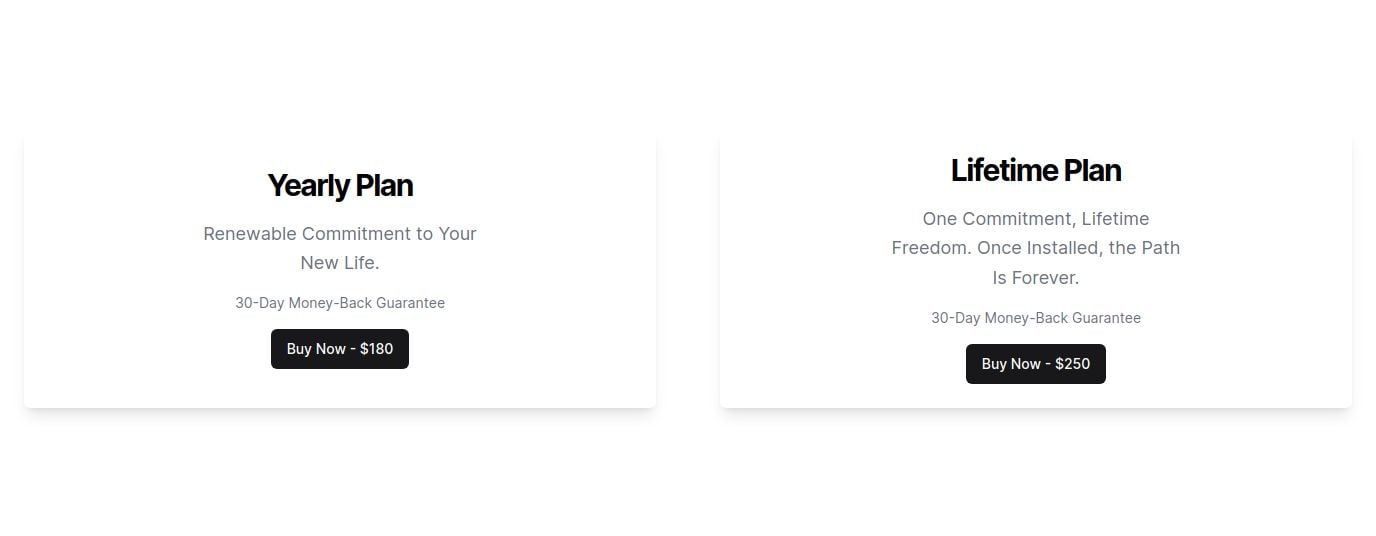 Yearly Plan
Renewable Commitment to Your
New Life.
30-Day Money-Back Guarantee
Buy Now - $180
Lifetime Plan
One Commitment, Lifetime
Freedom. Once Installed, the Path
Is Forever.
30-Day Money-Back Guarantee
Buy Now - $250